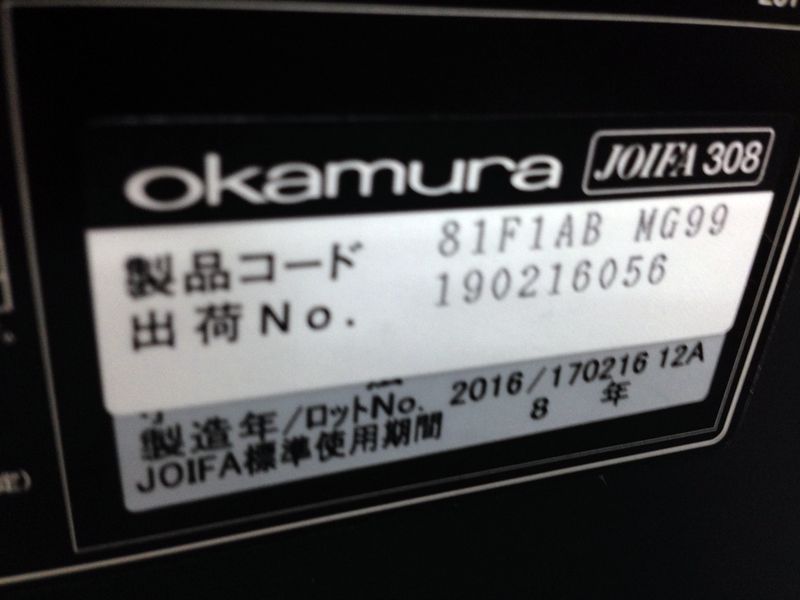 okamura JOIFA 308
製品コード 81F1AB MG99
出荷No. 190216056
製造年/ロットNo. 2016/170216 12A
JOIFA標準使用期間 8 年